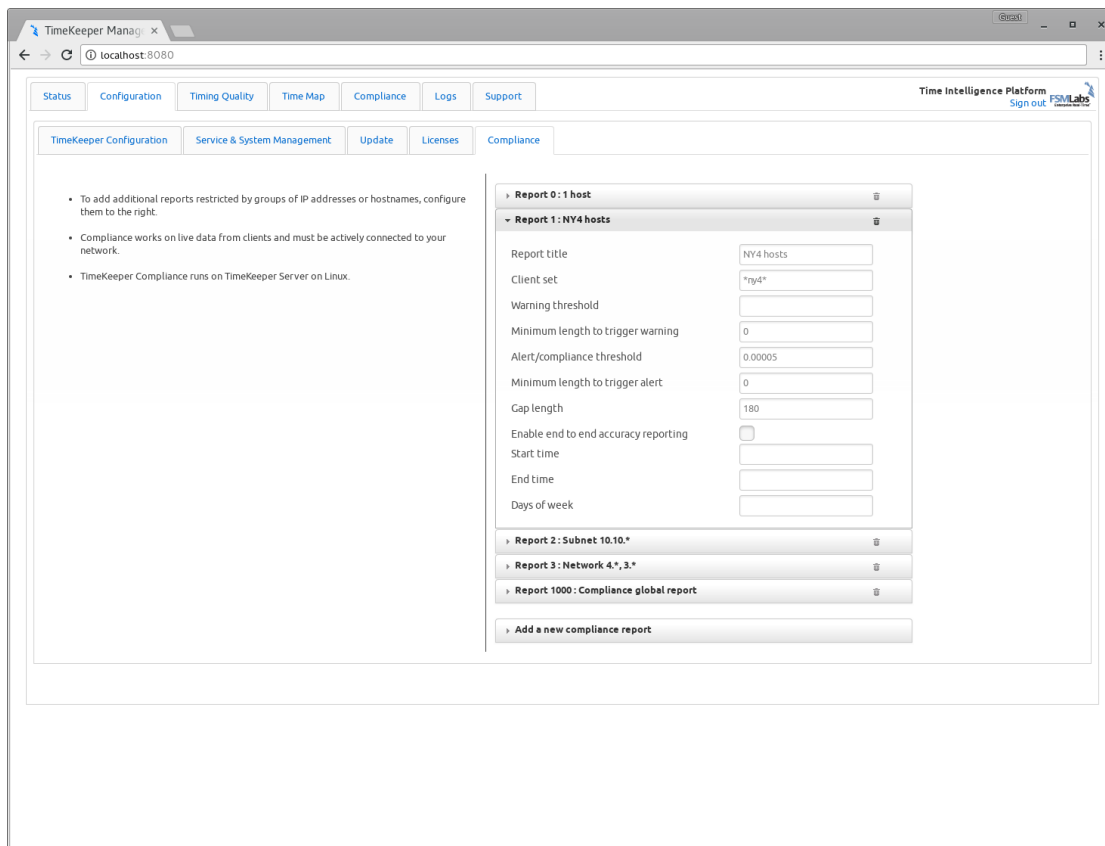 Guest
TimeKeeper Manag
localhost:8080
Status Configuration Timing Quality Time Map Compliance Logs Support
Time Intelligence Platform
Sign out
FSMLabs
TimeKeeper Configuration Service & System Management Update Licenses Compliance
To add additional reports restricted by groups of IP addresses or hostnames, configure
them to the right.
Compliance works on live data from clients and must be actively connected to your
network.
TimeKeeper Compliance runs on TimeKeeper Server on Linux.
Report 0 : 1 host
Report 1 : NY4 hosts
Report title NY4 hosts
Client set *ny4*
Warning threshold
Minimum length to trigger warning 0
Alert/compliance threshold 0.00005
Minimum length to trigger alert 0
Gap length 180
Enable end to end accuracy reporting
Start time
End time
Days of week
Report 2 : Subnet 10.10.*
Report 3 : Network 4.*, 3.*
Report 1000 : Compliance global report
Add a new compliance report